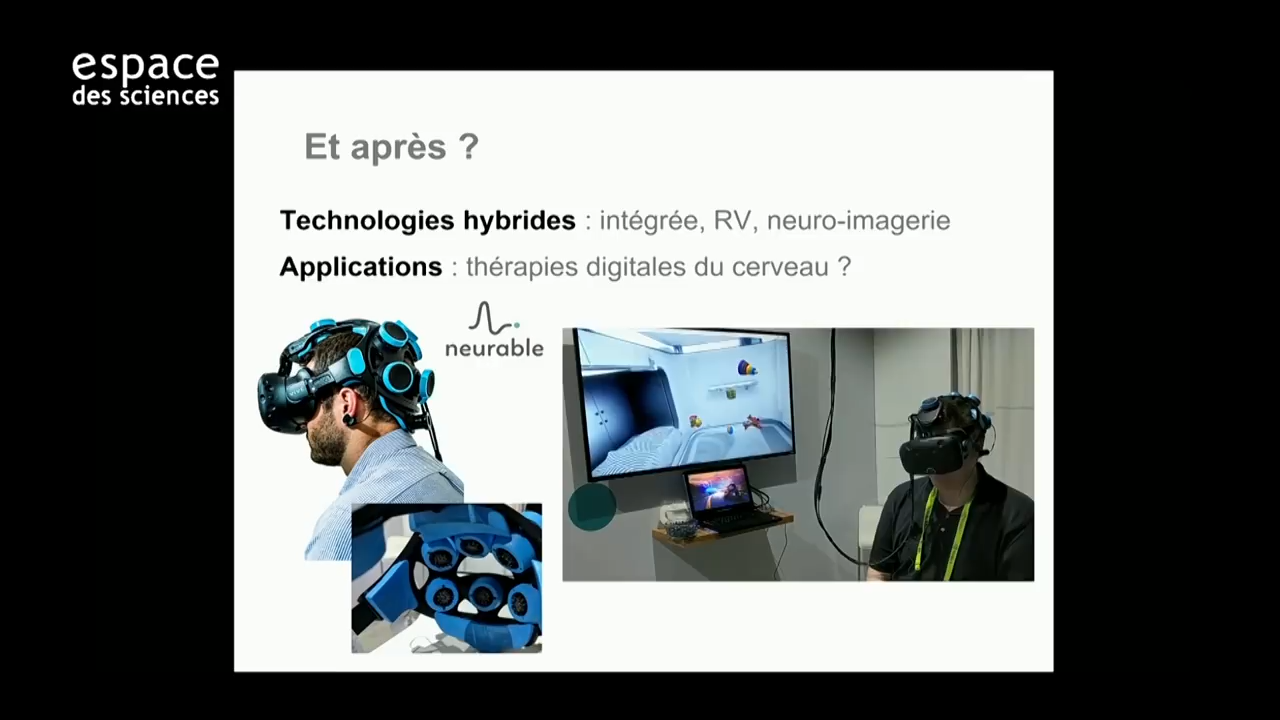 espace
des sciences
Et après ?
Technologies hybrides : intégrée, RV, neuro-imagerie
Applications : thérapies digitales du cerveau ?
neurable